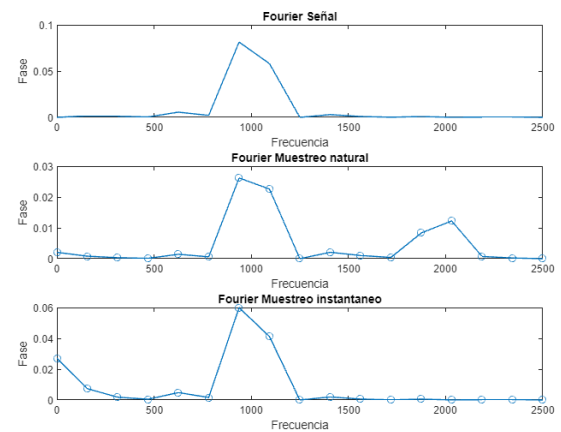 Fourier Señal
0.1
0.05
0
Fase
0 500 1000 1500 2000 2500
Frecuencia
Fourier Muestreo natural
0.03
0.02
0.01
0
Fase
0 500 1000 1500 2000 2500
Frecuencia
Fourier Muestreo instantaneo
0.06
0.04
0.02
0
Fase
0 500 1000 1500 2000 2500
Frecuencia